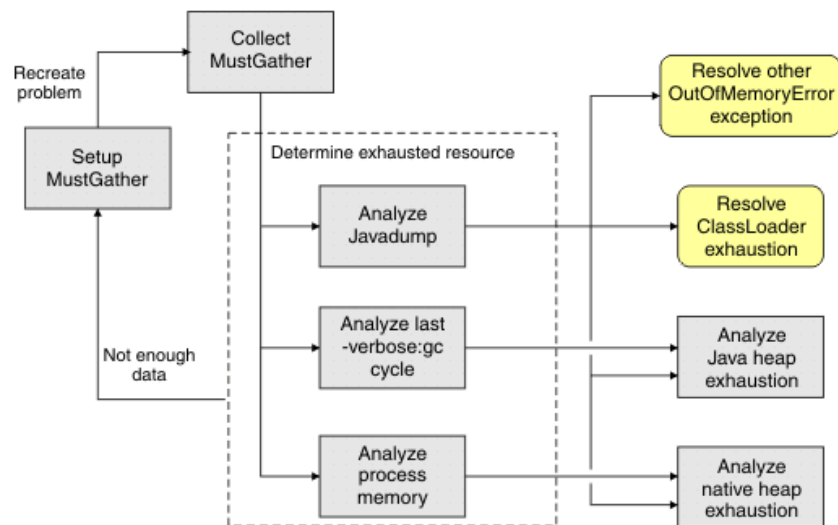 Collect
MustGather
Recreate
problem
Setup
MustGather
Not enough
data
Determine exhausted resource
Analyze
Javadump
Analyze last
-verbose:gc
cycle
Analyze
process
memory
Resolve other
OutOfMemoryError
exception
Resolve
ClassLoader
exhaustion
Analyze
Java heap
exhaustion
Analyze
native heap
exhaustion